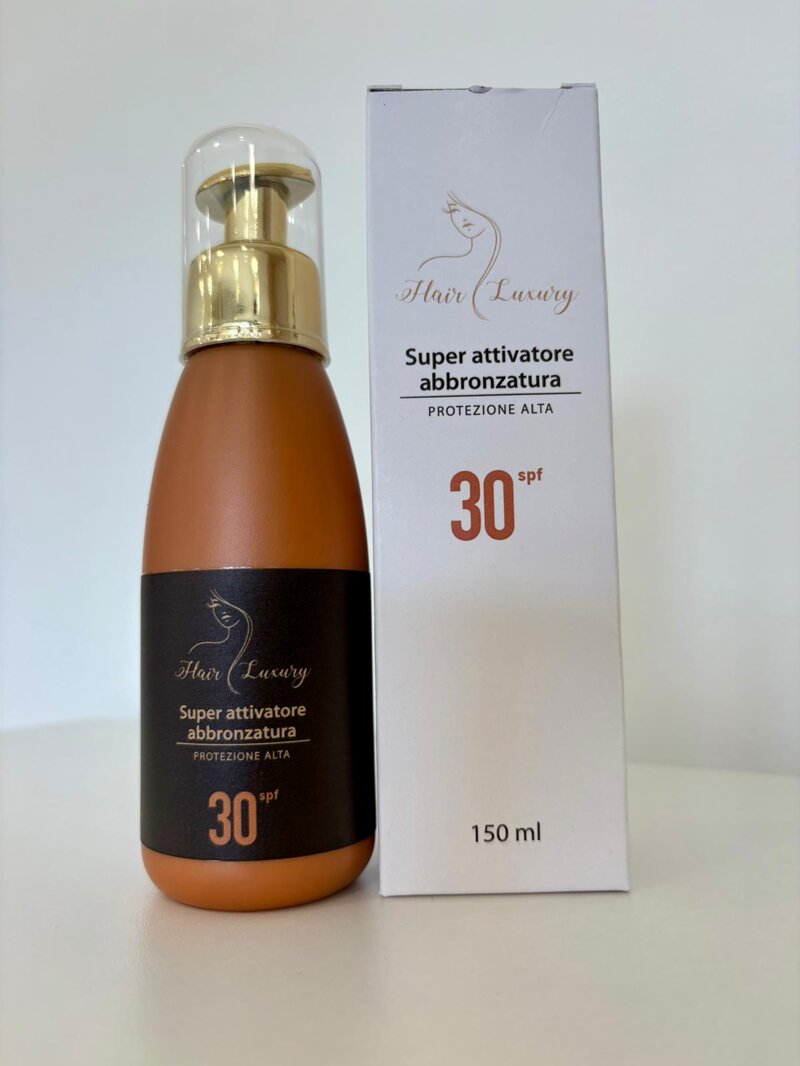 Hair Luxury
Super attivatore
abbronzatura
PROTEZIONE ALTA
30 spf
Hair Luxury
Super attivatore
abbronzatura
PROTEZIONE ALTA
30 spf
150 ml